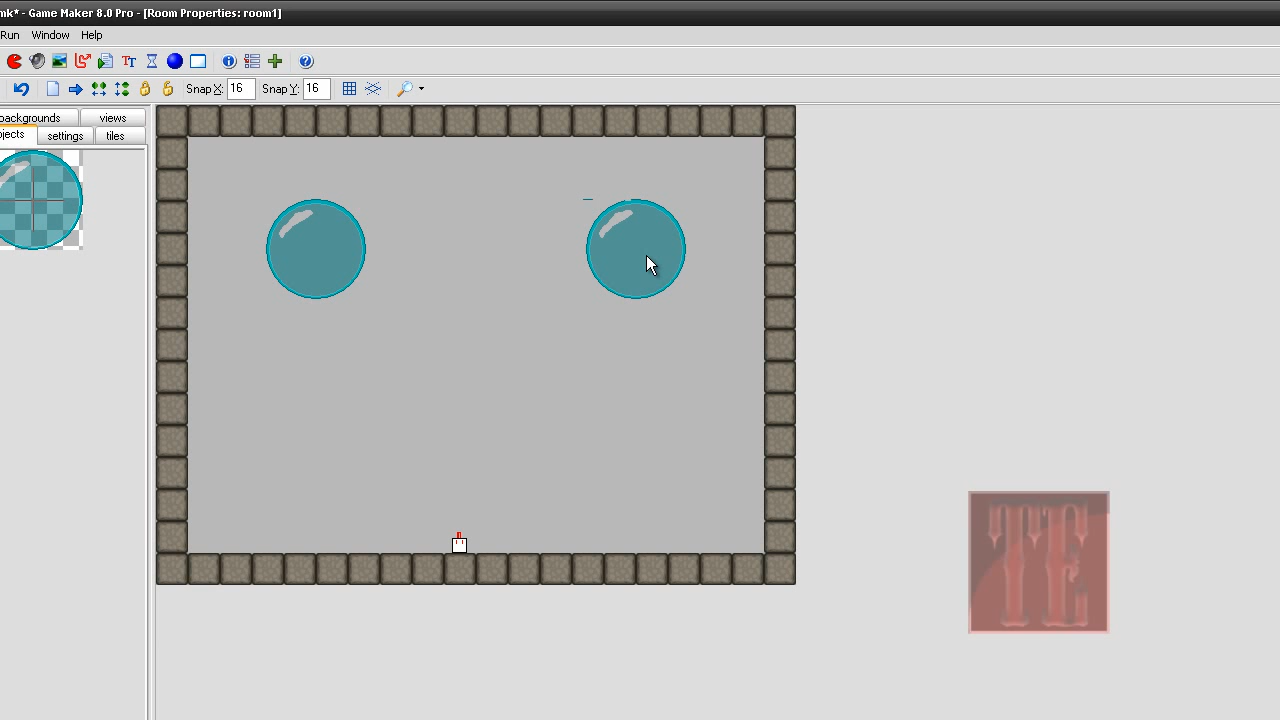 mk* - Game Maker 8.0 Pro - [Room Properties: room1]
Run Window Help
Snap X: 16 Snap Y: 16
backgrounds views
jects settings tiles
TTC